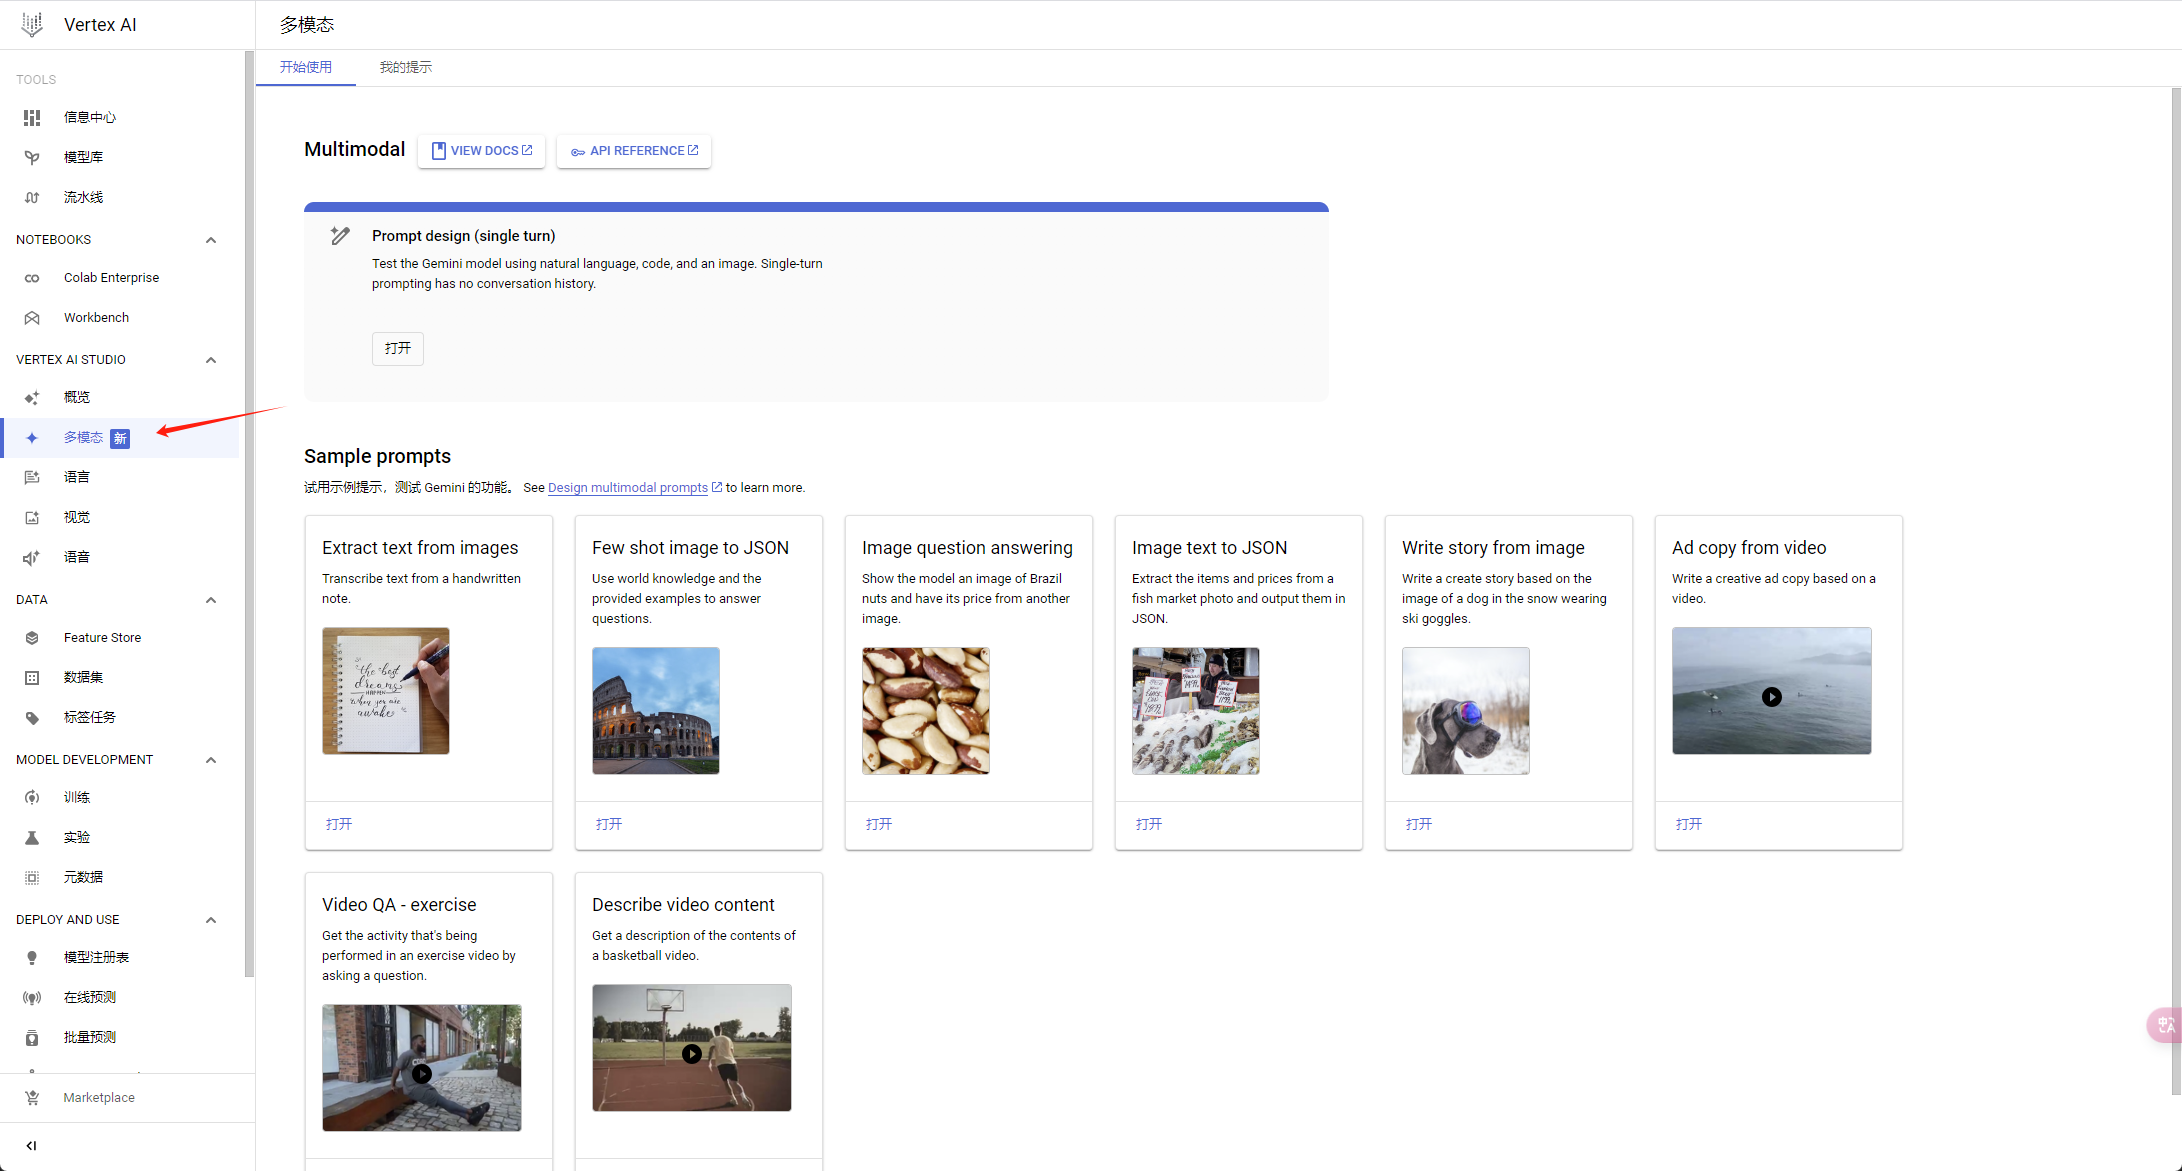 Vertex AI
多模态
开始使用
我的提示
TOOLS
信息中心
模型库
流水线
NOTEBOOKS
Colab Enterprise
Workbench
VERTEX AI STUDIO
概览
多模态 新
语言
视觉
语音
DATA
Feature Store
数据集
标签任务
MODEL DEVELOPMENT
训练
实验
元数据
DEPLOY AND USE
模型注册表
在线预测
批量预测
Marketplace
Multimodal
VIEW DOCS
API REFERENCE
Prompt design (single turn)
Test the Gemini model using natural language, code, and an image. Single-turn
prompting has no conversation history.
打开
Sample prompts
试用示例提示，测试 Gemini 的功能。 See Design multimodal prompts to learn more.
Extract text from images
Transcribe text from a handwritten
note.
the best
dreams
HAPPEN
when you are
awake
打开
Few shot image to JSON
Use world knowledge and the
provided examples to answer
questions.
打开
Image question answering
Show the model an image of Brazil
nuts and have its price from another
image.
打开
Image text to JSON
Extract the items and prices from a
fish market photo and output them in
JSON.
打开
Write story from image
Write a create story based on the
image of a dog in the snow wearing
ski goggles.
打开
Ad copy from video
Write a creative ad copy based on a
video.
打开
Video QA - exercise
Get the activity that's being
performed in an exercise video by
asking a question.
Describe video content
Get a description of the contents of
a basketball video.